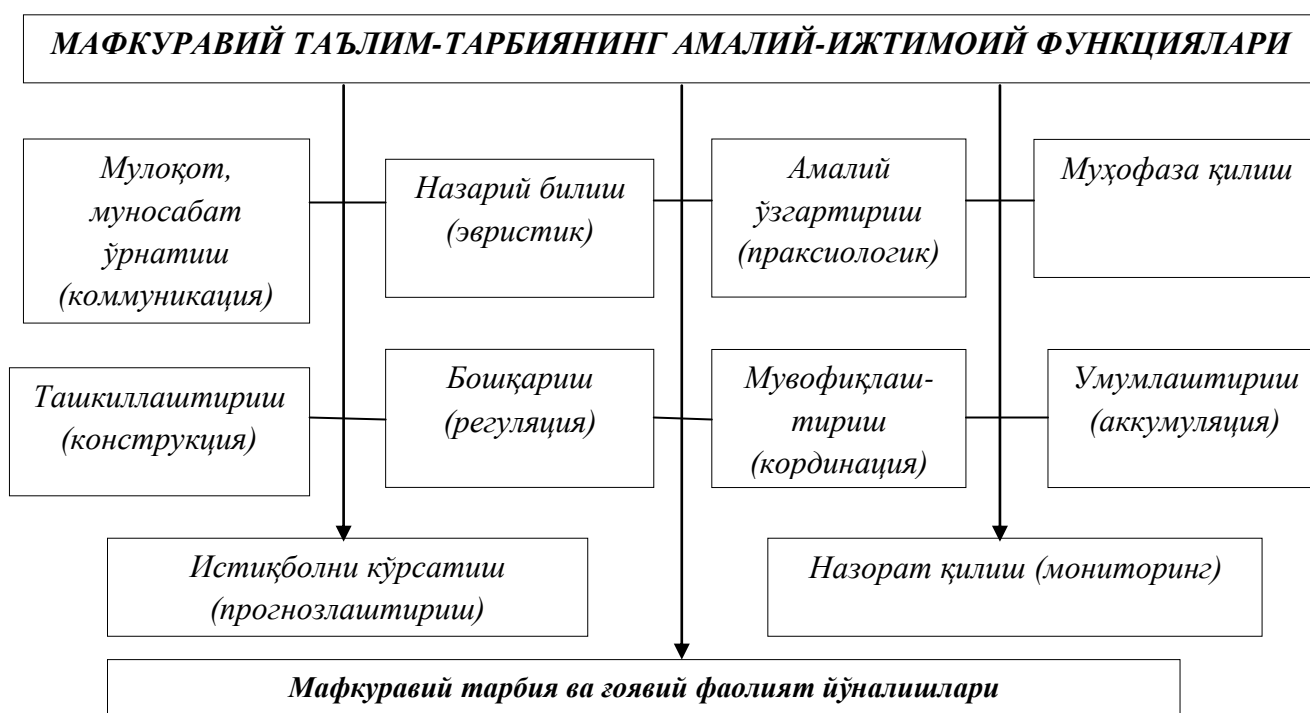 МАФКУРАВИЙ ТАЪЛИМ-ТАРБИЯНИНГ АМАЛИЙ-ИЖТИМОИЙ ФУНКЦИЯЛАРИ
Мулоқот,
муносабат
ўрнатиш
(коммуникация)
Назарий билиш
(эвристик)
Амалий
ўзгартириш
(праксиологик)
Муҳофаза қилиш
Ташкиллаштириш
(конструкция)
Бошқариш
(регуляция)
Мувофиқлаш-
тириш
(кординация)
Умумлаштириш
(аккумуляция)
Истиқболни кўрсатиш
(прогнозлаштириш)
Назорат қилиш (мониторинг)
Мафкуравий тарбия ва ғоявий фаолият йўналишлари